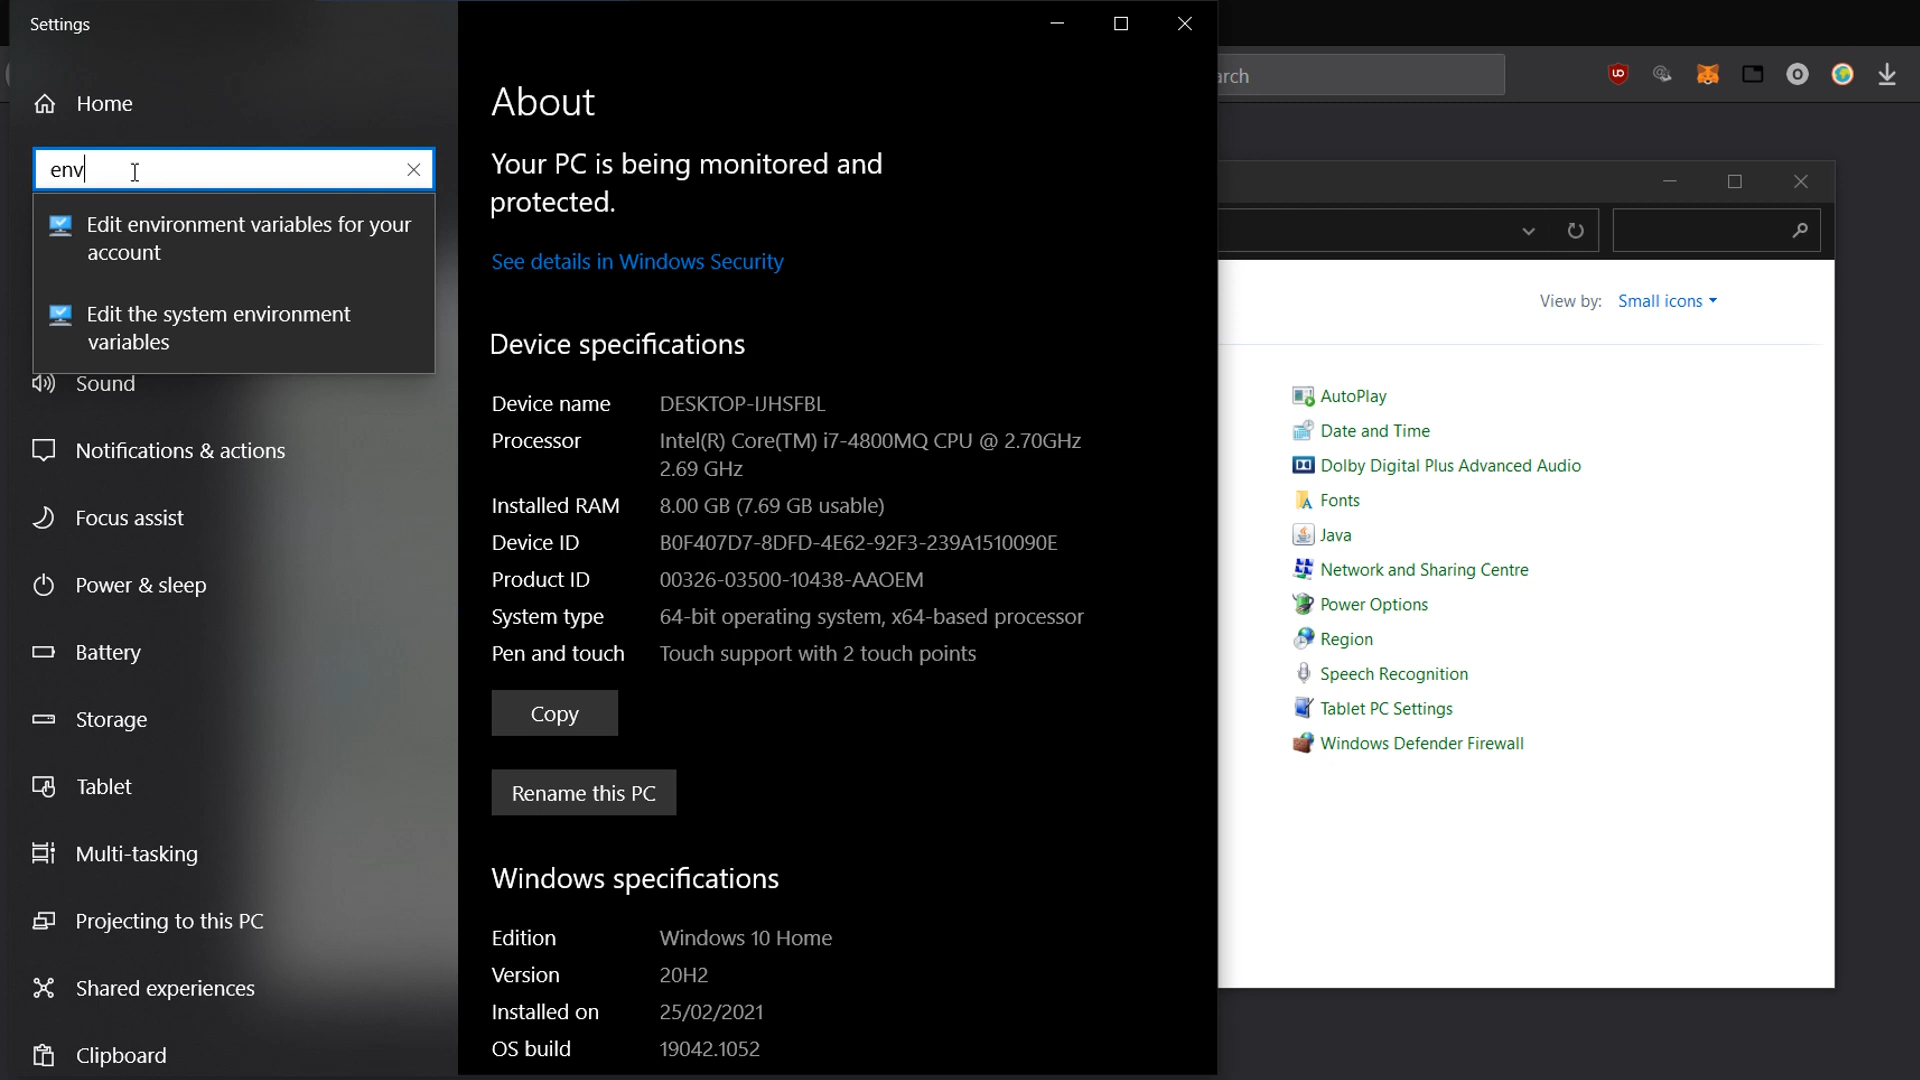 Settings
Home
env
Edit environment variables for your
account
Edit the system environment
variables
Sound
Notifications & actions
Focus assist
Power & sleep
Battery
Storage
Tablet
Multi-tasking
Projecting to this PC
Shared experiences
Clipboard
About
Your PC is being monitored and
protected.
See details in Windows Security
Device specifications
Device name DESKTOP-IJHSFBL
Processor Intel(R) Core(TM) i7-4800MQ CPU @ 2.70GHz
2.69 GHz
Installed RAM 8.00 GB (7.69 GB usable)
Device ID B0F407D7-8DFD-4E62-92F3-239A1510090E
Product ID 00326-03500-10438-AAOEM
System type 64-bit operating system, x64-based processor
Pen and touch Touch support with 2 touch points
Copy
Rename this PC
Windows specifications
Edition Windows 10 Home
Version 20H2
Installed on 25/02/2021
OS build 19042.1052
arch
View by: Small icons
AutoPlay
Date and Time
Dolby Digital Plus Advanced Audio
Fonts
Java
Network and Sharing Centre
Power Options
Region
Speech Recognition
Tablet PC Settings
Windows Defender Firewall